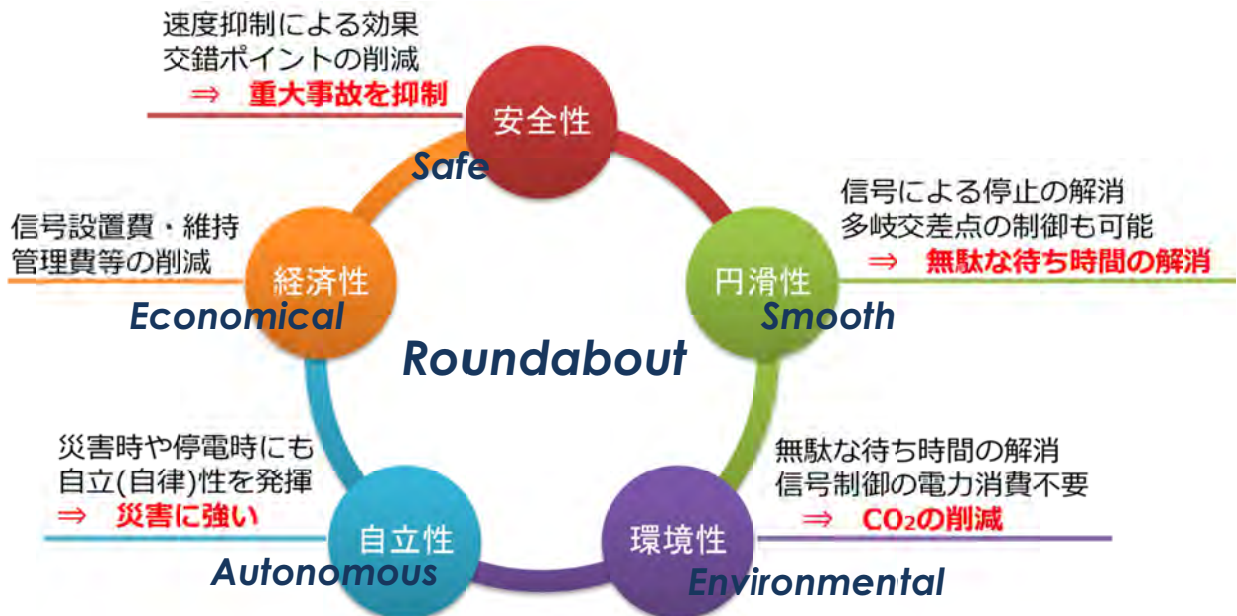 速度抑制による効果
交錯ポイントの削減
⇒ 重大事故を抑制
安全性
Safe
信号による停止の解消
多岐交差点の制御も可能
⇒ 無駄な待ち時間の解消
円滑性
Smooth
信号設置費・維持
管理費等の削減
経済性
Economical
Roundabout
災害時や停電時にも
自立(自律)性を発揮
⇒ 災害に強い
自立性
Autonomous
無駄な待ち時間の解消
信号制御の電力消費不要
⇒ CO₂の削減
環境性
Environmental